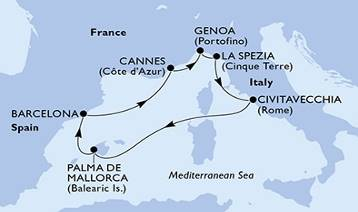 GENOA
(Portofino)
France
CANNES
(Côte d'Azur)
LA SPEZIA
(Cinque Terre)
Italy
CIVITAVECCHIA
(Rome)
BARCELONA
Spain
PALMA DE
MALLORCA
(Balearic Is.)
Mediterranean Sea